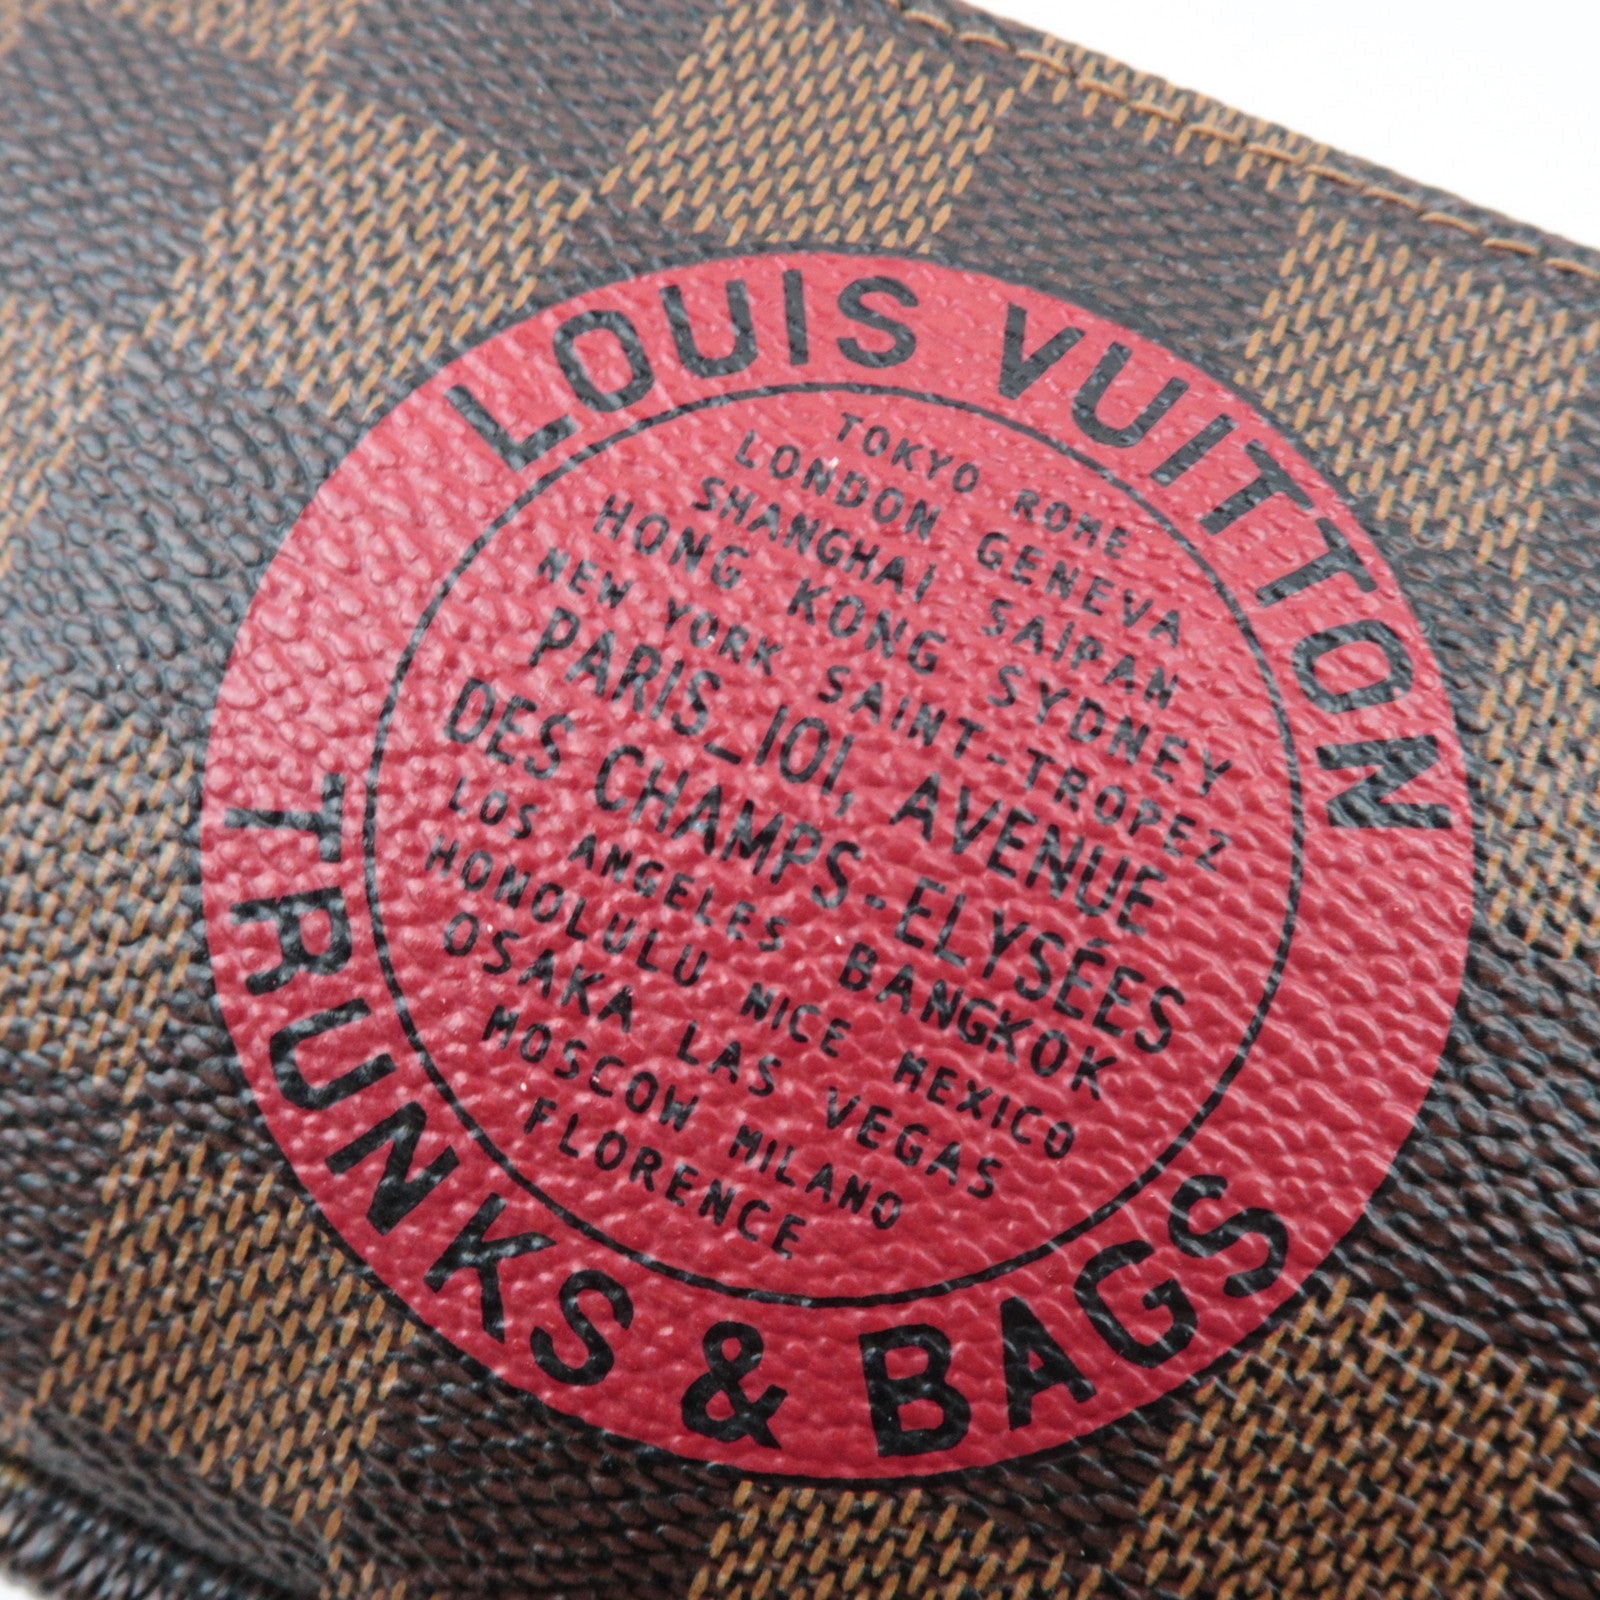 LOUIS VUITTON
TOKYO ROME
LONDON GENEVA
SHANGHAI SAIPAN
HONG KONG SYDNEY
NEW YORK SAINT-TROPEZ
PARIS_101, AVENUE
DES CHAMPS-ELYSÉES
LOS ANGELES BANGKOK
HONOLULU NICE MEXICO
OSAKA LAS VEGAS
MOSCOW MILANO
FLORENCE
TRUNKS & BAGS